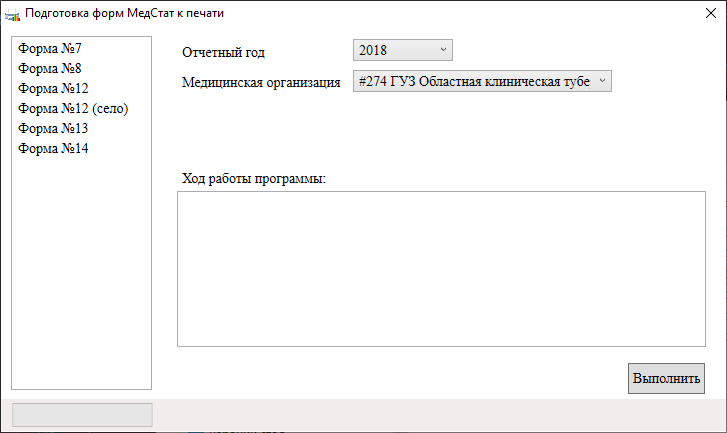 Подготовка форм МедСтат к печати
Форма №7
Форма №8
Форма №12
Форма №12 (село)
Форма №13
Форма №14
Отчетный год
2018
Медицинская организация
#274 ГУЗ Областная клиническая тубе
Ход работы программы:
Выполнить